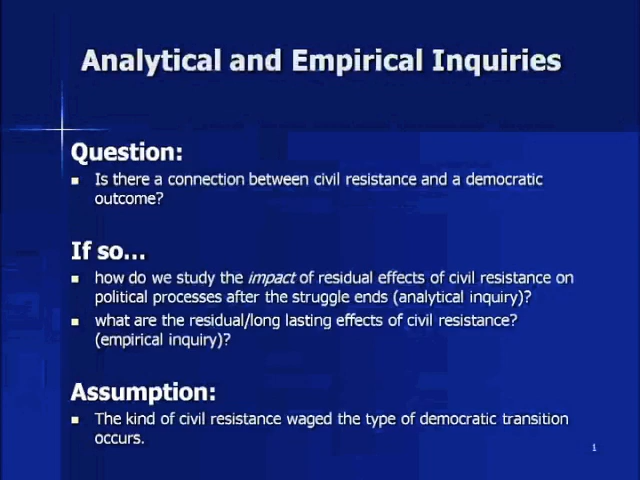 Analytical and Empirical Inquiries
Question:
Is there a connection between civil resistance and a democratic
outcome?
If so…
how do we study the impact of residual effects of civil resistance on
political processes after the struggle ends (analytical inquiry)?
what are the residual/long lasting effects of civil resistance?
(empirical inquiry)?
Assumption:
The kind of civil resistance waged the type of democratic transition
occurs.
1